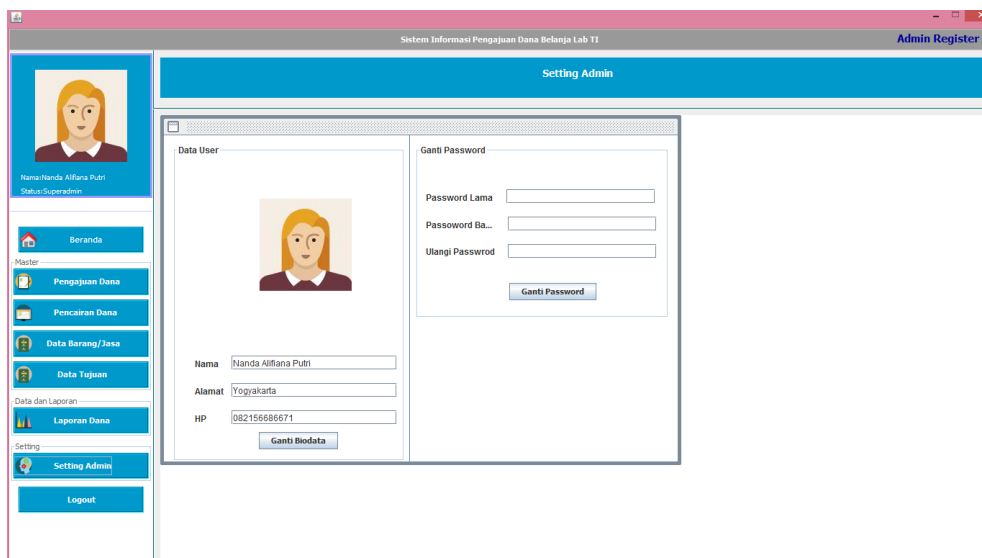 Sistem Informasi Pengajuan Dana Belanja Lab TI
Admin Register
Setting Admin
Nama:Nanda Alifiana Putri
Status:Superadmin
Beranda
Master
Pengajuan Dana
Pencairan Dana
Data Barang/Jasa
Data Tujuan
Data dan Laporan
Laporan Dana
Setting
Setting Admin
Logout
Data User
Nama Nanda Alifiana Putri
Alamat Yogyakarta
HP 082156686671
Ganti Biodata
Ganti Password
Password Lama
Passoword Ba...
Ulangi Passwrod
Ganti Password